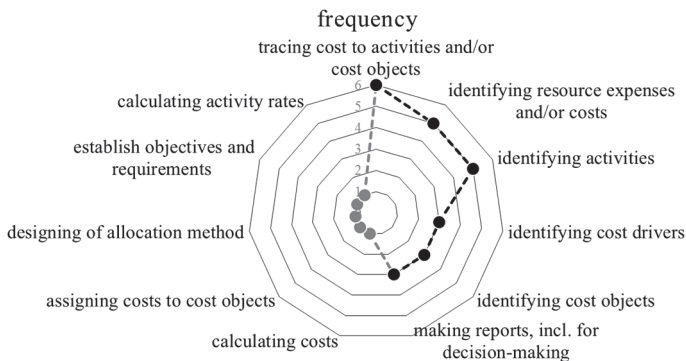 frequency
tracing cost to activities and/or
cost objects
identifying resource expenses
and/or costs
identifying activities
identifying cost drivers
identifying cost objects
making reports, incl. for
decision-making
calculating costs
assigning costs to cost objects
designing of allocation method
establish objectives and
requirements
calculating activity rates
6
5
4
3
2
1